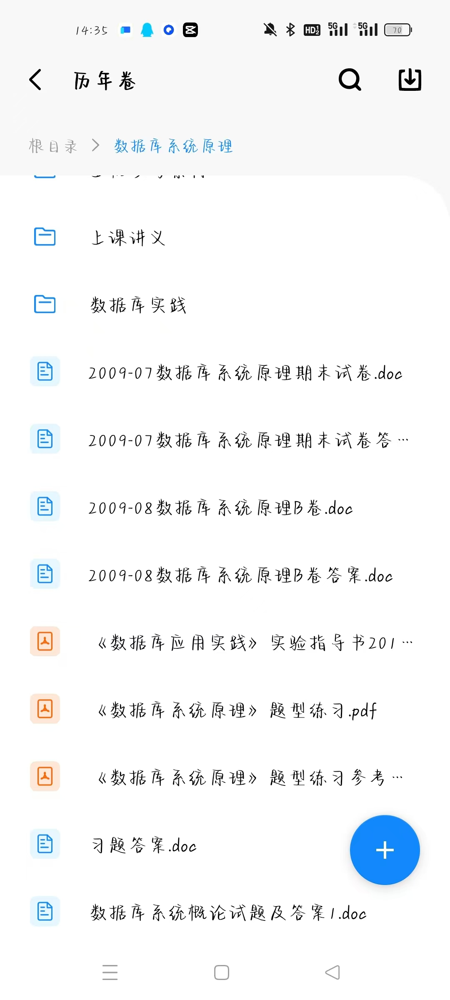 14:35
HD 1 2 5G 5G 70
历年卷
根目录 > 数据库系统原理
上课讲义
数据库实践
2009-07数据库系统原理期末试卷.doc
2009-07数据库系统原理期末试卷答…
2009-08数据库系统原理B卷.doc
2009-08数据库系统原理B卷答案.doc
《数据库应用实践》实验指导书201…
《数据库系统原理》题型练习.pdf
《数据库系统原理》题型练习参考…
习题答案.doc
数据库系统概论试题及答案1.doc